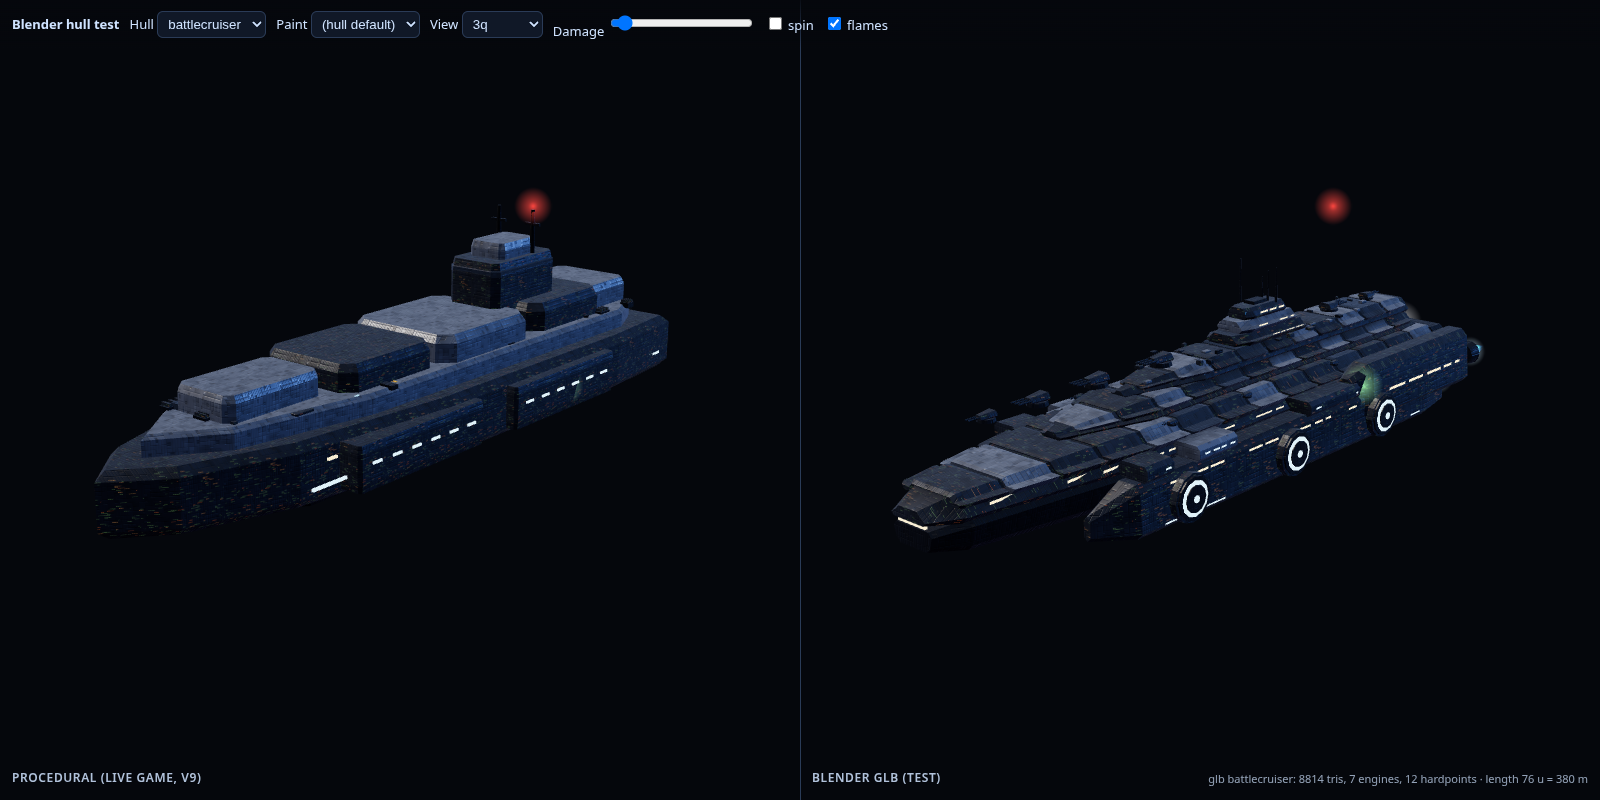 Blender hull test Hull battlecruiser Paint (hull default) View 3q Damage spin flames
PROCEDURAL (LIVE GAME, V9)
BLENDER GLB (TEST)
glb battlecruiser: 8814 tris, 7 engines, 12 hardpoints · length 76 u = 380 m